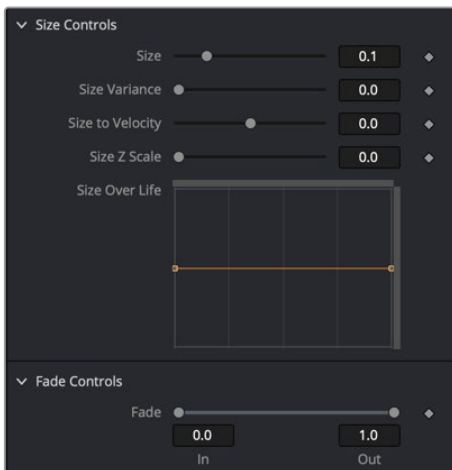 Size Controls
Size 0.1
Size Variance 0.0
Size to Velocity 0.0
Size Z Scale 0.0
Size Over Life
Fade Controls
Fade
0.0 1.0
In Out